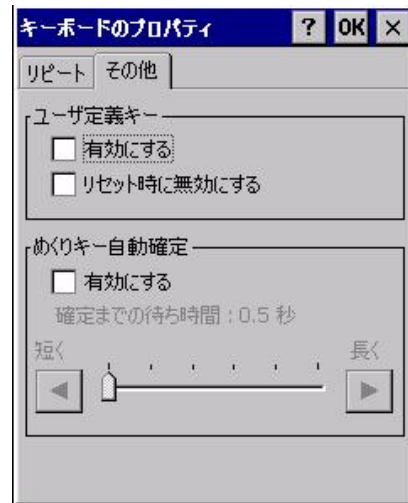 キーボードのプロパティ ? OK ×
リピート その他
ユーザ定義キー
有効にする
リセット時に無効にする
めくりキー自動確定
有効にする
確定までの待ち時間 : 0.5 秒
短く 長く